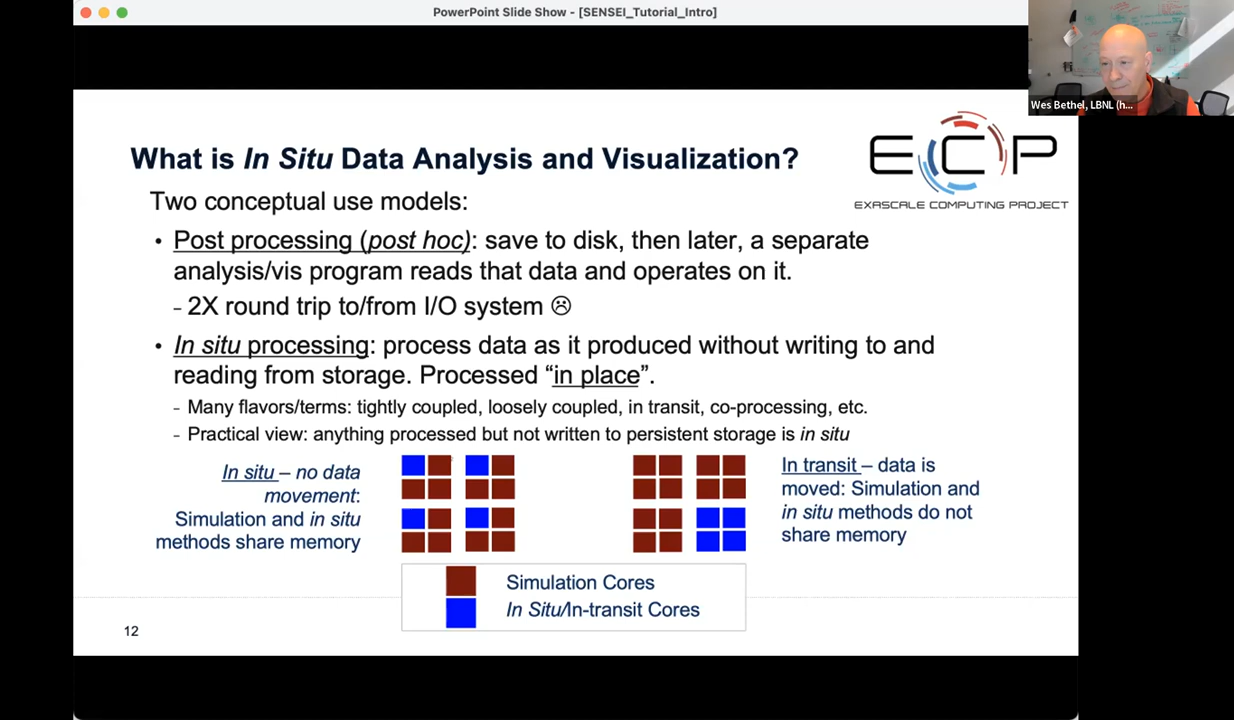 PowerPoint Slide Show - [SENSEI_Tutorial_Intro]
Wes Bethel, LBNL (h...
What is In Situ Data Analysis and Visualization?
ECP
EXASCALE COMPUTING PROJECT
Two conceptual use models:
• Post processing (post hoc): save to disk, then later, a separate
analysis/vis program reads that data and operates on it.
- 2X round trip to/from I/O system ☹
• In situ processing: process data as it produced without writing to and
reading from storage. Processed “in place”.
- Many flavors/terms: tightly coupled, loosely coupled, in transit, co-processing, etc.
- Practical view: anything processed but not written to persistent storage is in situ
In situ – no data
movement:
Simulation and in situ
methods share memory
In transit – data is
moved: Simulation and
in situ methods do not
share memory
Simulation Cores
In Situ/In-transit Cores
12